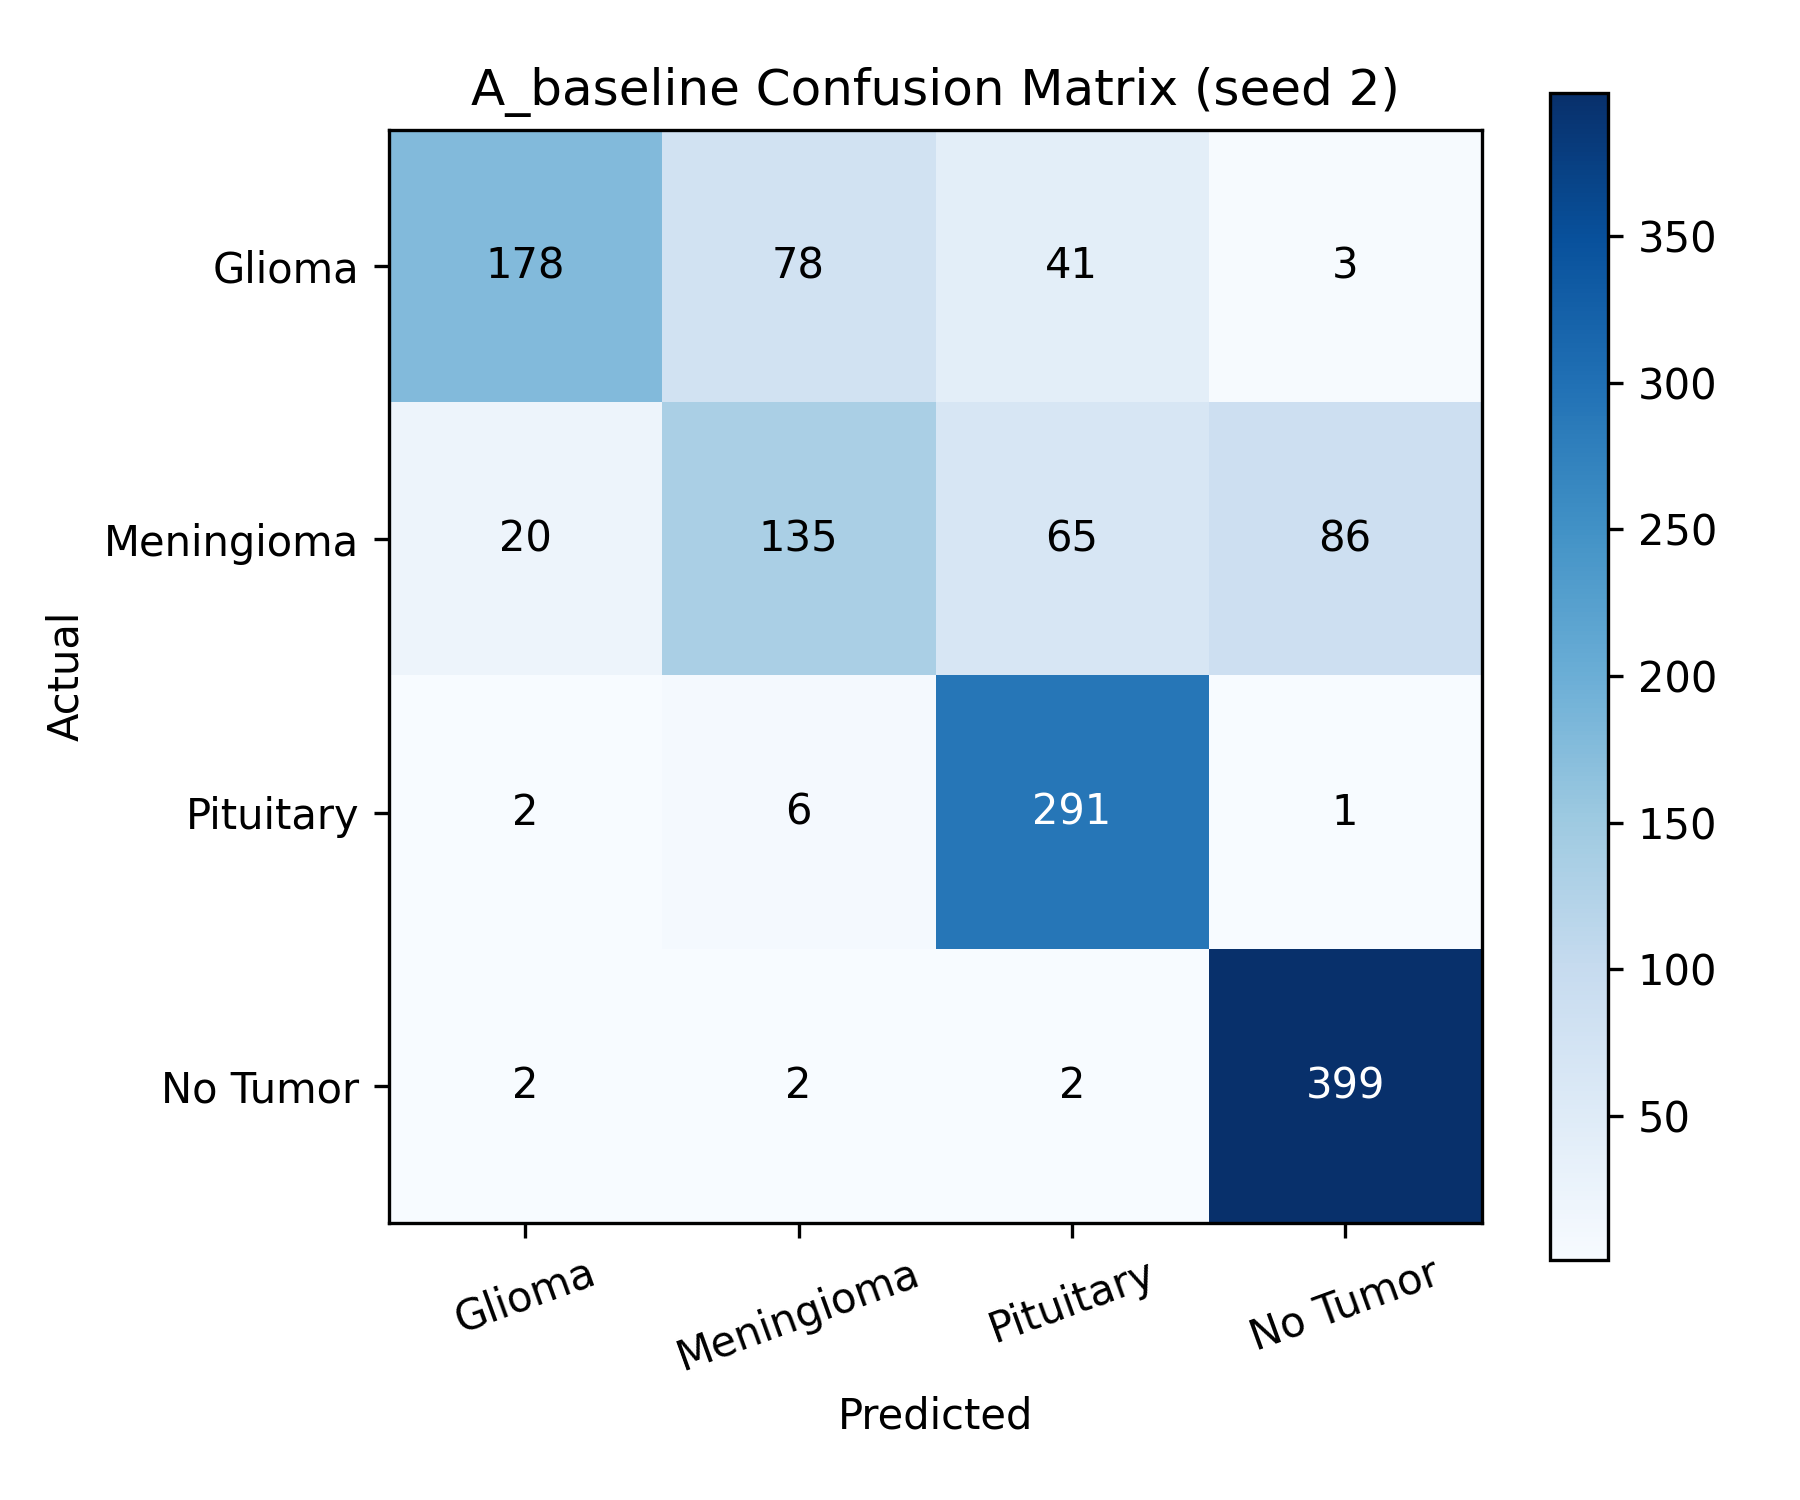 A_baseline Confusion Matrix (seed 2)
Glioma 178 78 41 3
Meningioma 20 135 65 86
Pituitary 2 6 291 1
No Tumor 2 2 2 399
Glioma Meningioma Pituitary No Tumor
Predicted
Actual
350
300
250
200
150
100
50